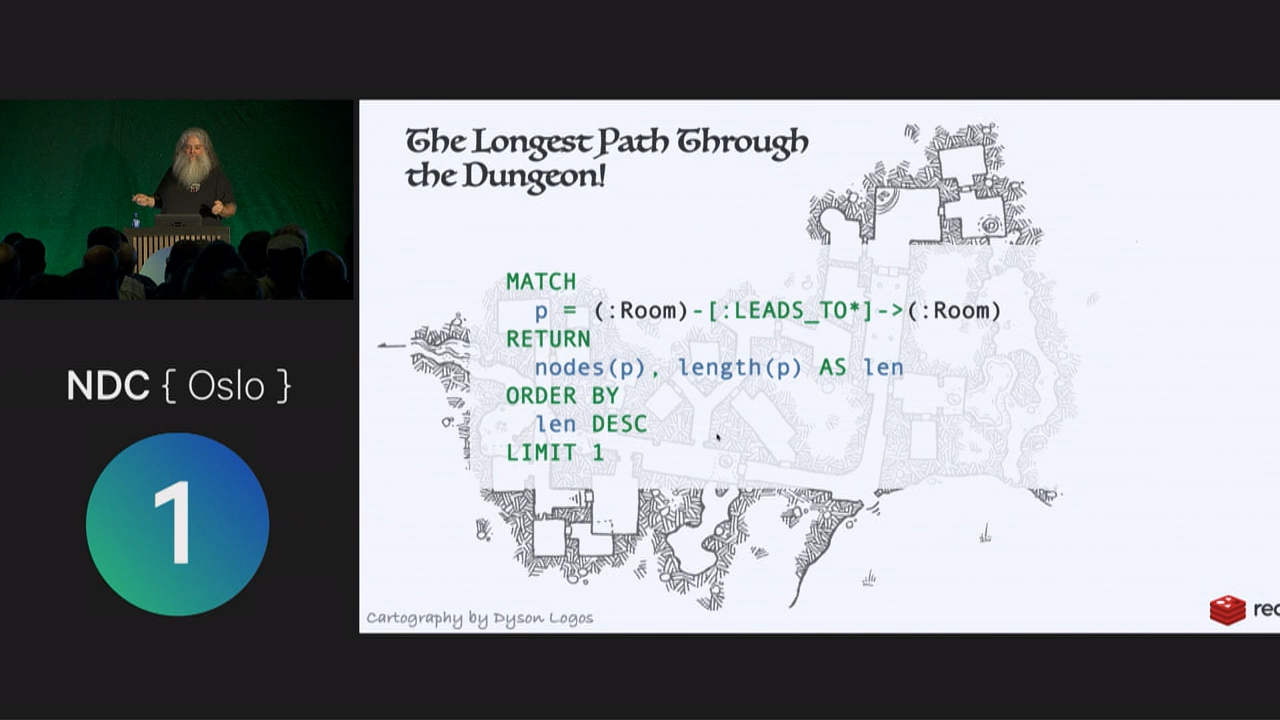 The Longest Path Through
the Dungeon!
MATCH
p = (:Room)-[:LEADS_TO*]->(:Room)
RETURN
nodes(p), length(p) AS len
ORDER BY
len DESC
LIMIT 1
NDC { Oslo }
1
Cartography by Dyson Logos